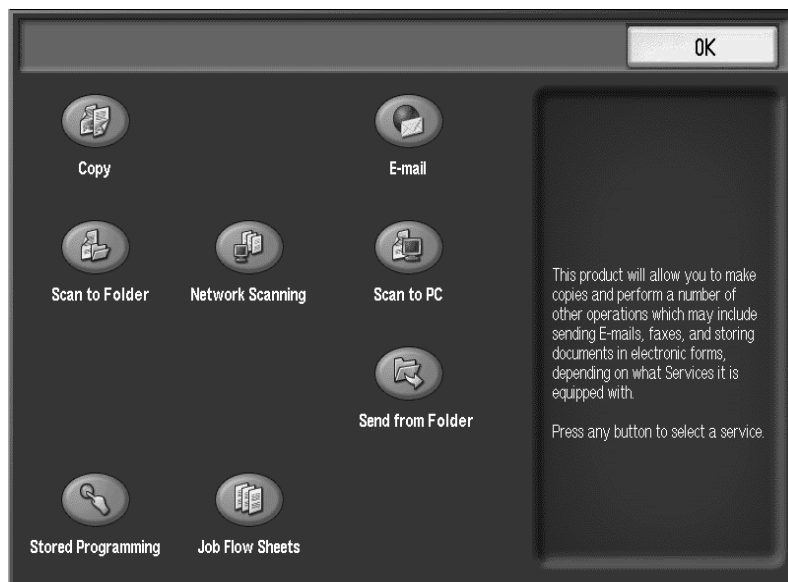 OK
Copy
E-mail
Scan to Folder
Network Scanning
Scan to PC
Send from Folder
Stored Programming
Job Flow Sheets
This product will allow you to make
copies and perform a number of
other operations which may include
sending E-mails, faxes, and storing
documents in electronic forms,
depending on what Services it is
equipped with.
Press any button to select a service.